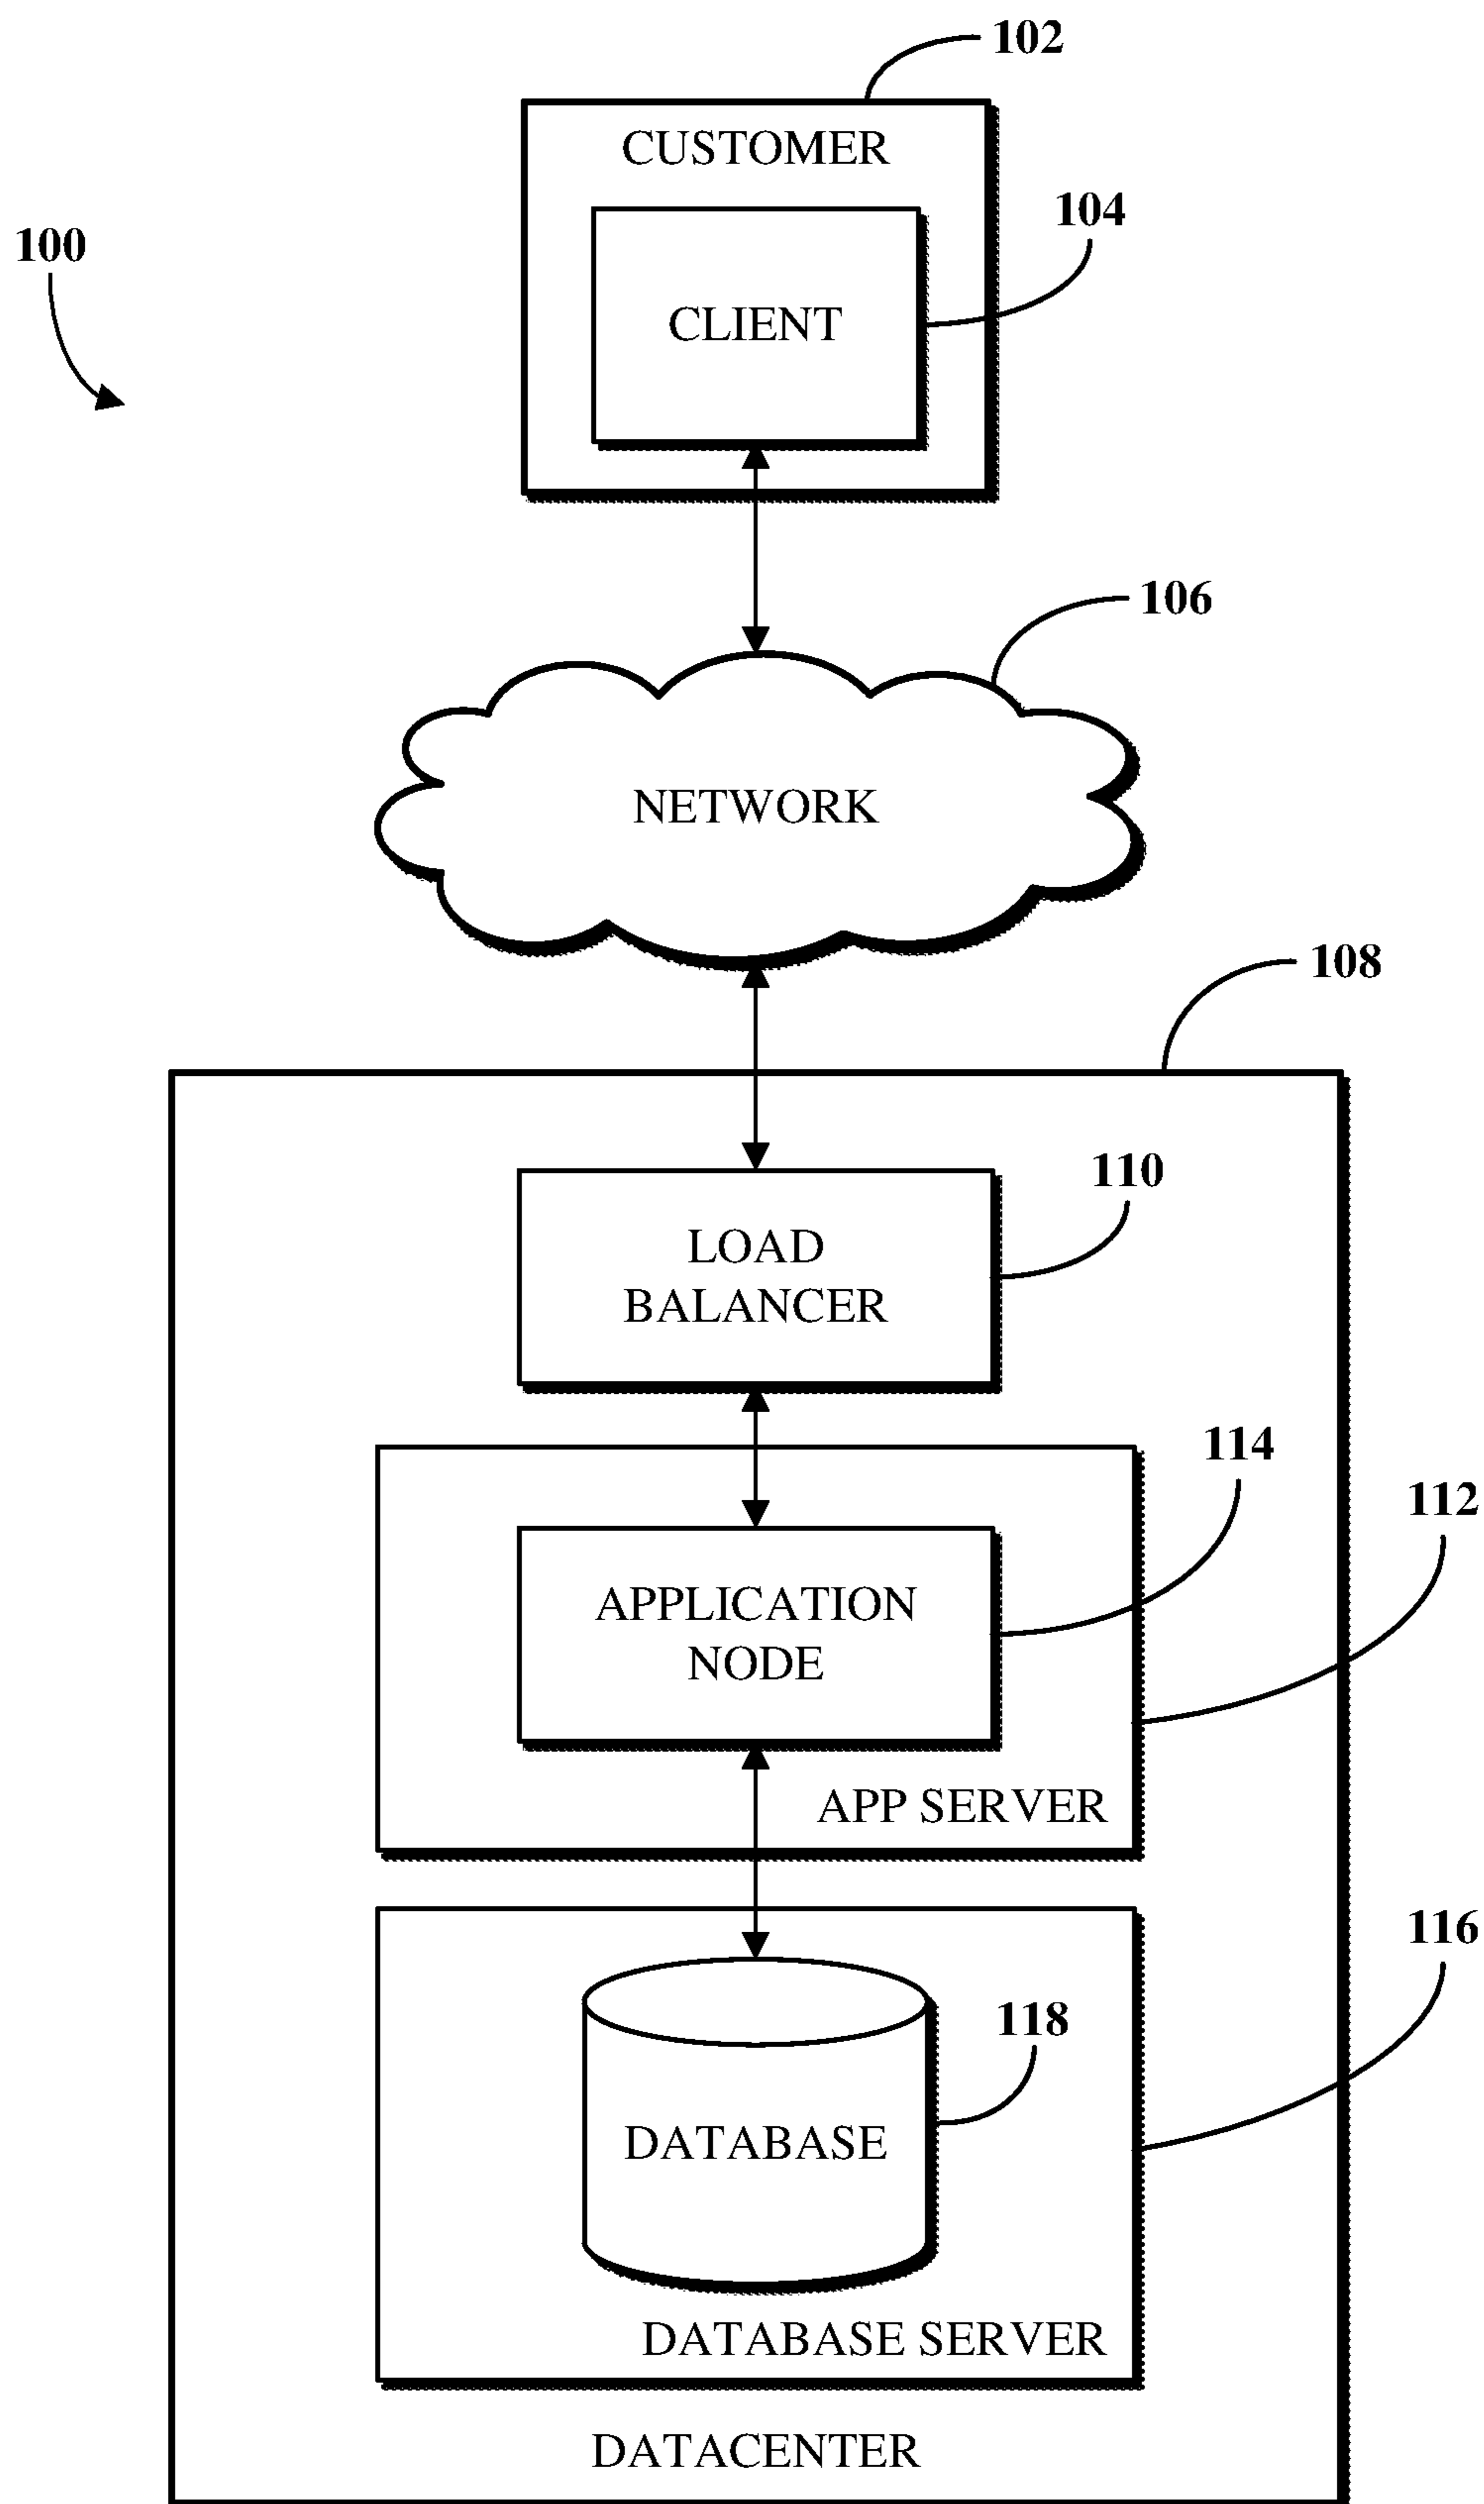 102
CUSTOMER
104
100
CLIENT
106
NETWORK
108
110
LOAD
BALANCER
114
112
APPLICATION
NODE
APP SERVER
116
118
DATABASE
DATABASE SERVER
DATACENTER